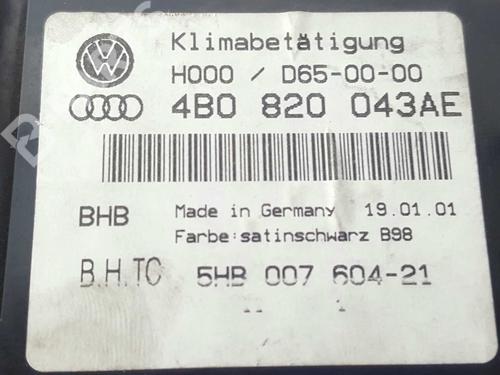 Klimabetätigung
H000 / D65-00-00
4B0 820 043AE
BHB
Made in Germany 19.01.01
Farbe:satinschwarz B98
B.H.TC 5HB 007 604-21